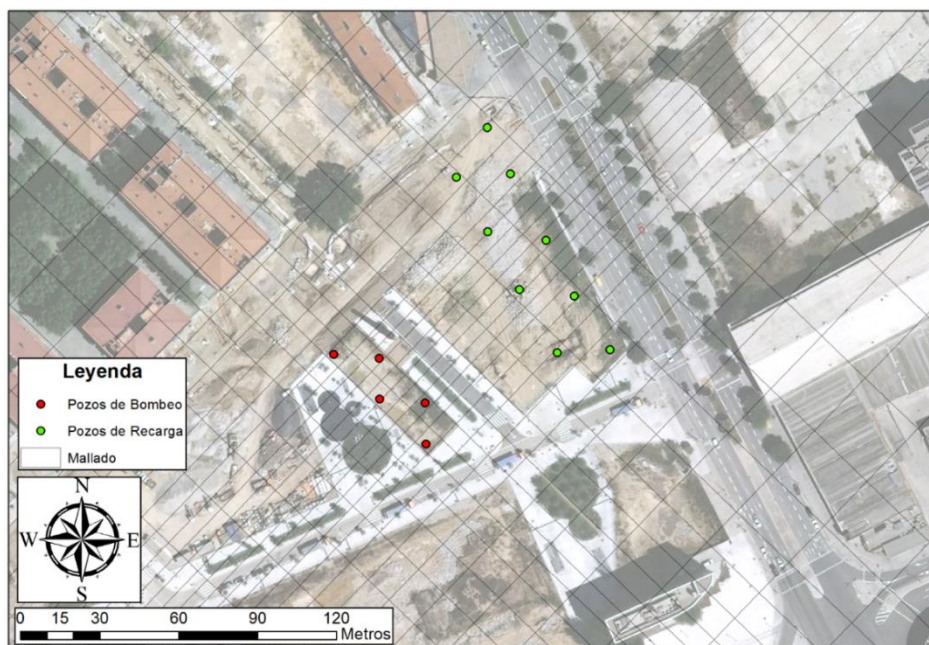 Leyenda
Pozos de Bombeo
Pozos de Recarga
Mallado
N
W E
S
0 15 30 60 90 120
Metros